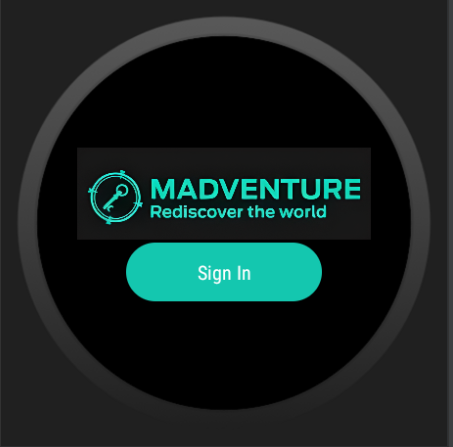 MADVENTURE
Rediscover the world
Sign In